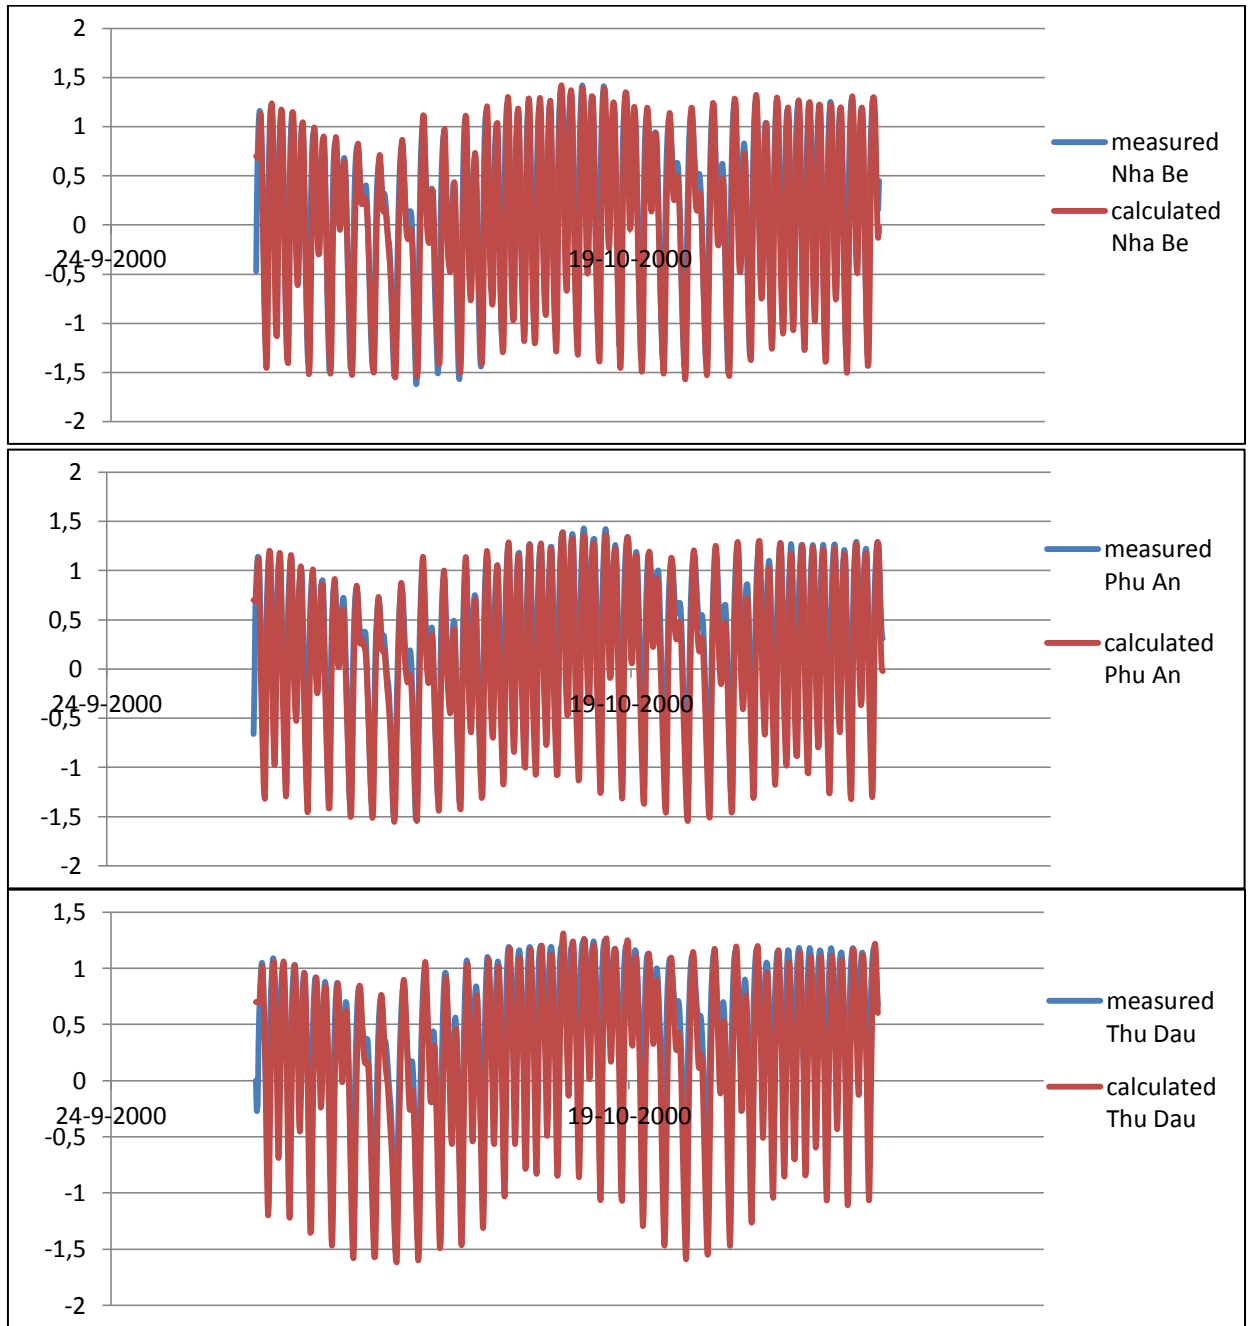 2
1,5
1
0,5
0
24-9-2000
19-10-2000
-0,5
-1
-1,5
-2
measured
Nha Be
calculated
Nha Be
2
1,5
1
0,5
0
24-9-2000
19-10-2000
-0,5
-1
-1,5
-2
measured
Phu An
calculated
Phu An
1,5
1
0,5
0
24-9-2000
19-10-2000
-0,5
-1
-1,5
-2
measured
Thu Dau
calculated
Thu Dau